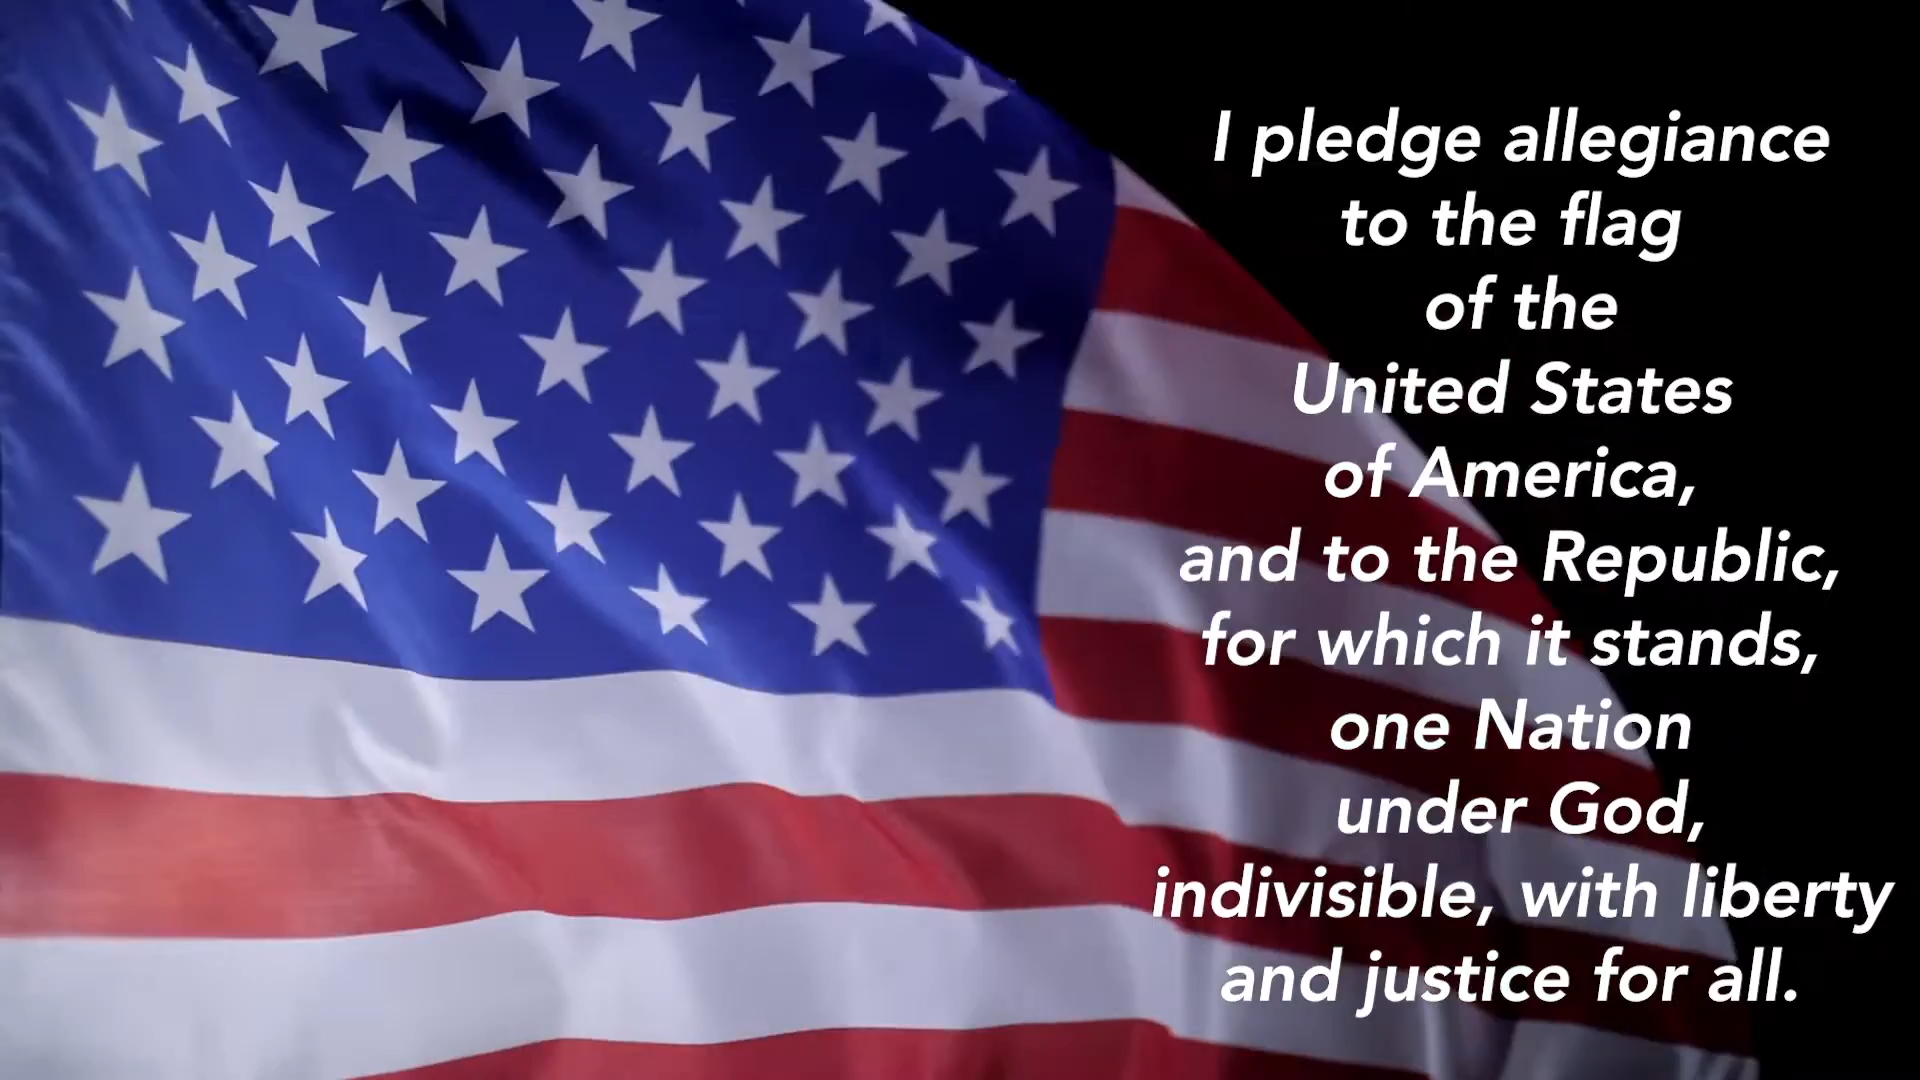 I pledge allegiance
to the flag
of the
United States
of America,
and to the Republic,
for which it stands,
one Nation
under God,
indivisible, with liberty
and justice for all.